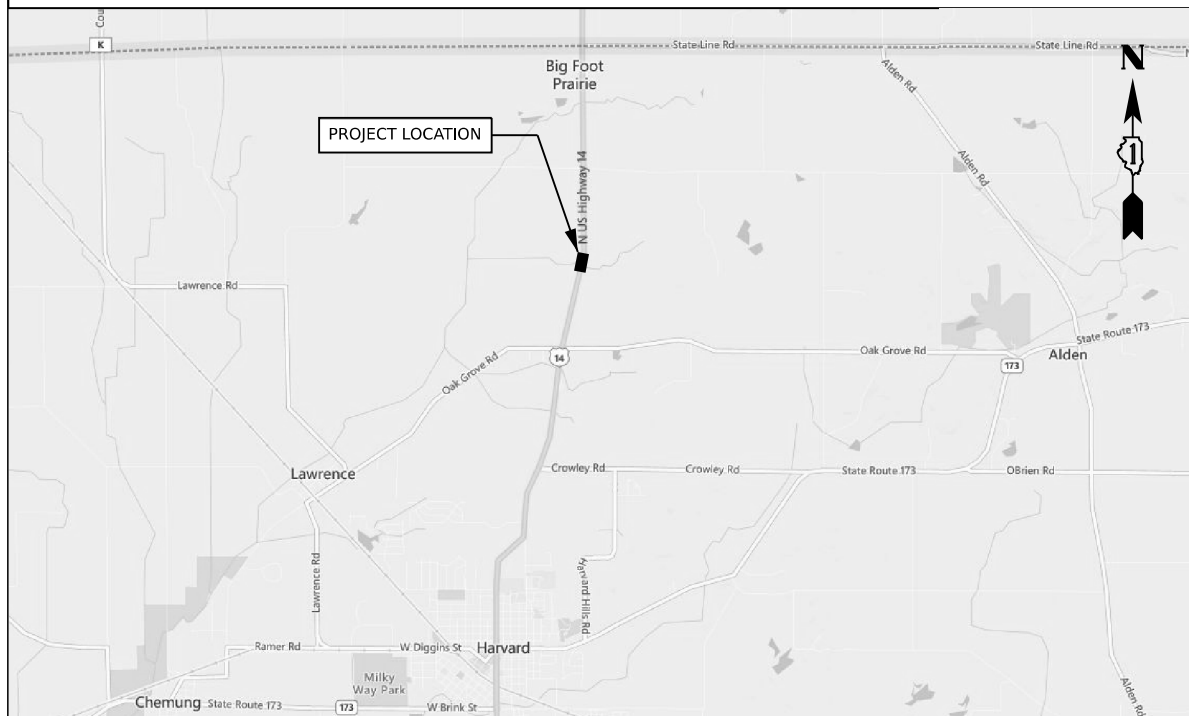 Cou
K
State Line Rd
State Line Rd
N
Big Foot
Prairie
Alden Rd
PROJECT LOCATION
N US Highway 14
Alden Rd
1
Lawrence Rd
State Route 173
14
Oak Grove Rd
Alden
173
Oak Grove Rd
Lawrence
Crowley Rd
Crowley Rd
State Route 173
OBrien Rd
Lawrence Rd
Harvard Hills Rd
Ramer Rd
W Diggins St
Harvard
Milky
Way Park
Alden Rd
Chemung
State Route 173
173
W Brink St